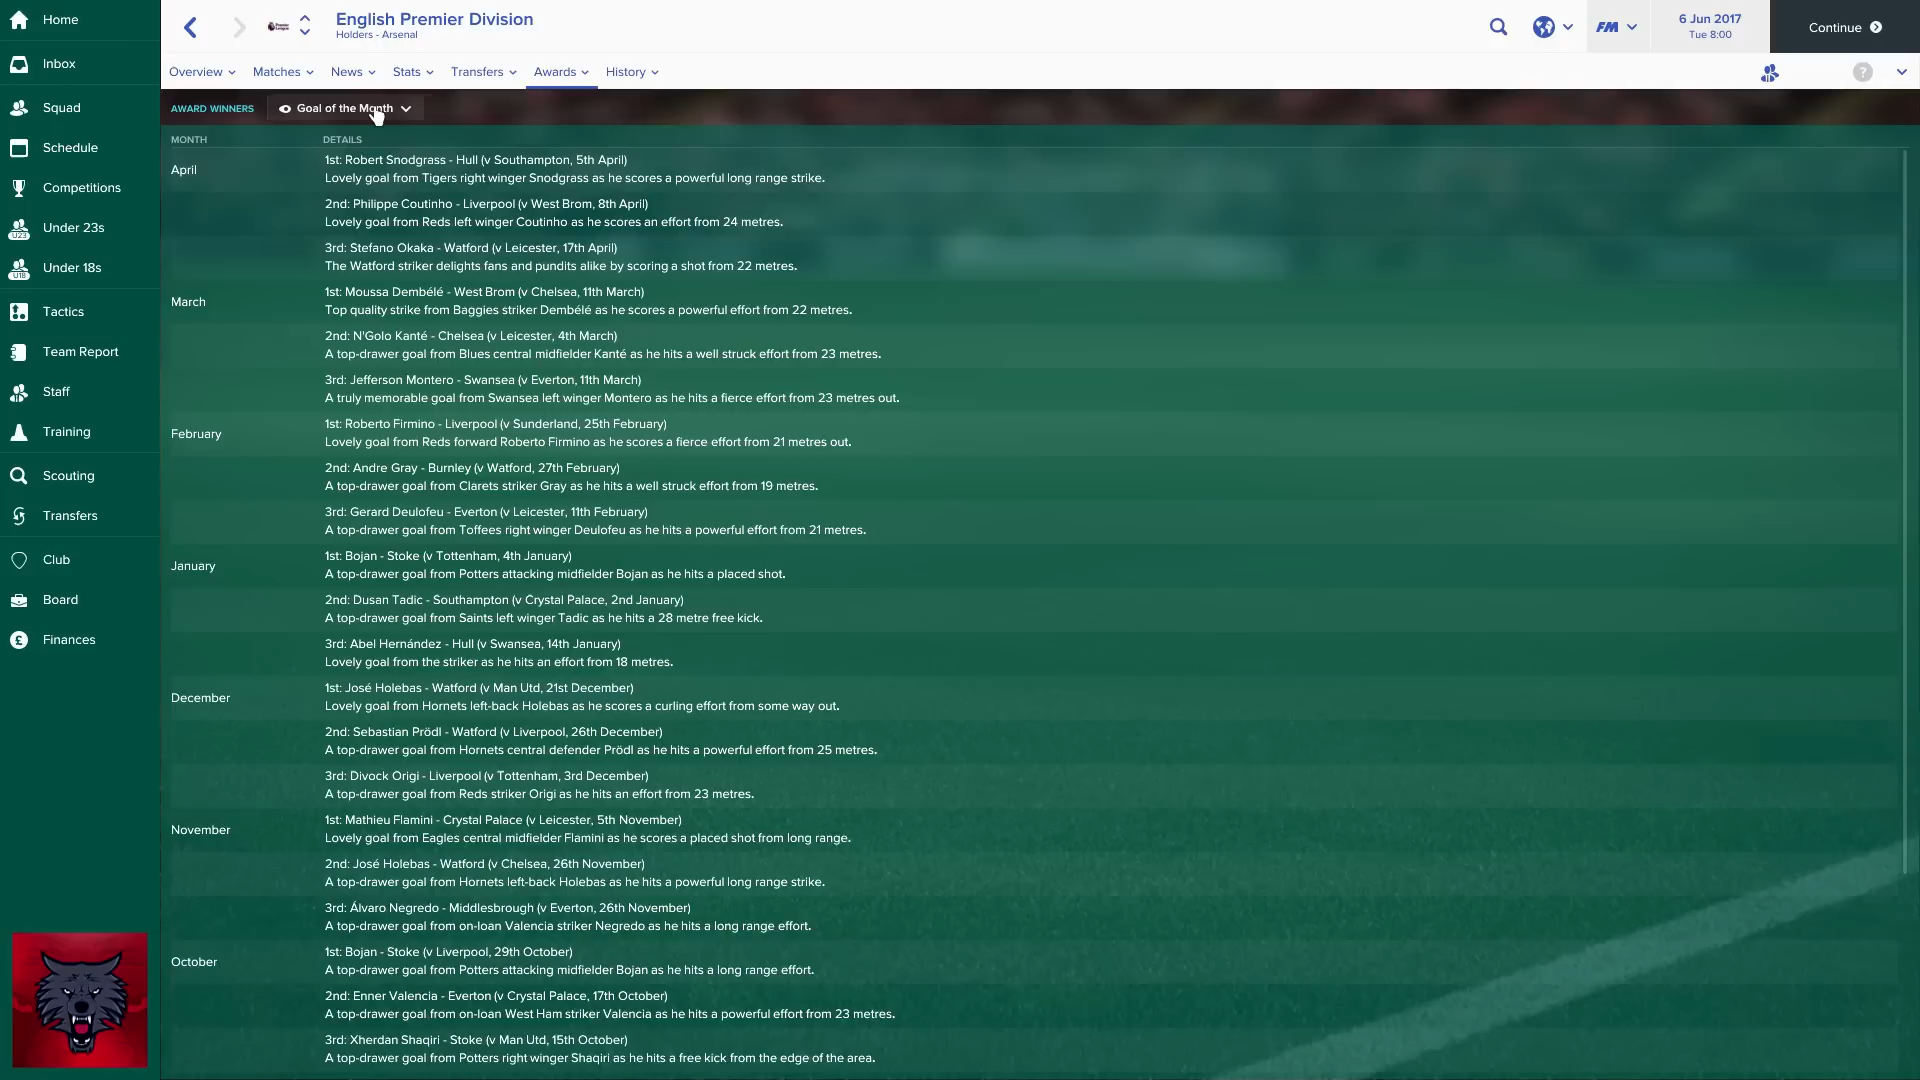 Home
Inbox
Squad
Schedule
Competitions
Under 23s
Under 18s
Tactics
Team Report
Staff
Training
Scouting
Transfers
Club
Board
Finances
English Premier Division
Holders - Arsenal
FM
6 Jun 2017
Tue 8:00
Continue
Overview Matches News Stats Transfers Awards History
AWARD WINNERS Goal of the Month
MONTH DETAILS
April
1st: Robert Snodgrass - Hull (v Southampton, 5th April)
Lovely goal from Tigers right winger Snodgrass as he scores a powerful long range strike.
2nd: Philippe Coutinho - Liverpool (v West Brom, 8th April)
Lovely goal from Reds left winger Coutinho as he scores an effort from 24 metres.
3rd: Stefano Okaka - Watford (v Leicester, 17th April)
The Watford striker delights fans and pundits alike by scoring a shot from 22 metres.
March
1st: Moussa Dembélé - West Brom (v Chelsea, 11th March)
Top quality strike from Baggies striker Dembélé as he scores a powerful effort from 22 metres.
2nd: N'Golo Kanté - Chelsea (v Leicester, 4th March)
A top-drawer goal from Blues central midfielder Kanté as he hits a well struck effort from 23 metres.
3rd: Jefferson Montero - Swansea (v Everton, 11th March)
A truly memorable goal from Swansea left winger Montero as he hits a fierce effort from 23 metres out.
February
1st: Roberto Firmino - Liverpool (v Sunderland, 25th February)
Lovely goal from Reds forward Roberto Firmino as he scores a fierce effort from 21 metres out.
2nd: Andre Gray - Burnley (v Watford, 27th February)
A top-drawer goal from Clarets striker Gray as he hits a well struck effort from 19 metres.
3rd: Gerard Deulofeu - Everton (v Leicester, 11th February)
A top-drawer goal from Toffees right winger Deulofeu as he hits a powerful effort from 21 metres.
January
1st: Bojan - Stoke (v Tottenham, 4th January)
A top-drawer goal from Potters attacking midfielder Bojan as he hits a placed shot.
2nd: Dusan Tadic - Southampton (v Crystal Palace, 2nd January)
A top-drawer goal from Saints left winger Tadic as he hits a 28 metre free kick.
3rd: Abel Hernández - Hull (v Swansea, 14th January)
Lovely goal from the striker as he hits an effort from 18 metres.
December
1st: José Holebas - Watford (v Man Utd, 21st December)
Lovely goal from Hornets left-back Holebas as he scores a curling effort from some way out.
2nd: Sebastian Prödl - Watford (v Liverpool, 26th December)
A top-drawer goal from Hornets central defender Prödl as he hits a powerful effort from 25 metres.
3rd: Divock Origi - Liverpool (v Tottenham, 3rd December)
A top-drawer goal from Reds striker Origi as he hits an effort from 23 metres.
November
1st: Mathieu Flamini - Crystal Palace (v Leicester, 5th November)
Lovely goal from Eagles central midfielder Flamini as he scores a placed shot from long range.
2nd: José Holebas - Watford (v Chelsea, 26th November)
A top-drawer goal from Hornets left-back Holebas as he hits a powerful long range strike.
3rd: Álvaro Negredo - Middlesbrough (v Everton, 26th November)
A top-drawer goal from on-loan Valencia striker Negredo as he hits a long range effort.
October
1st: Bojan - Stoke (v Liverpool, 29th October)
A top-drawer goal from Potters attacking midfielder Bojan as he hits a long range effort.
2nd: Enner Valencia - Everton (v Crystal Palace, 17th October)
A top-drawer goal from on-loan West Ham striker Valencia as he hits a powerful effort from 23 metres.
3rd: Xherdan Shaqiri - Stoke (v Man Utd, 15th October)
A top-drawer goal from Potters right winger Shaqiri as he hits a free kick from the edge of the area.